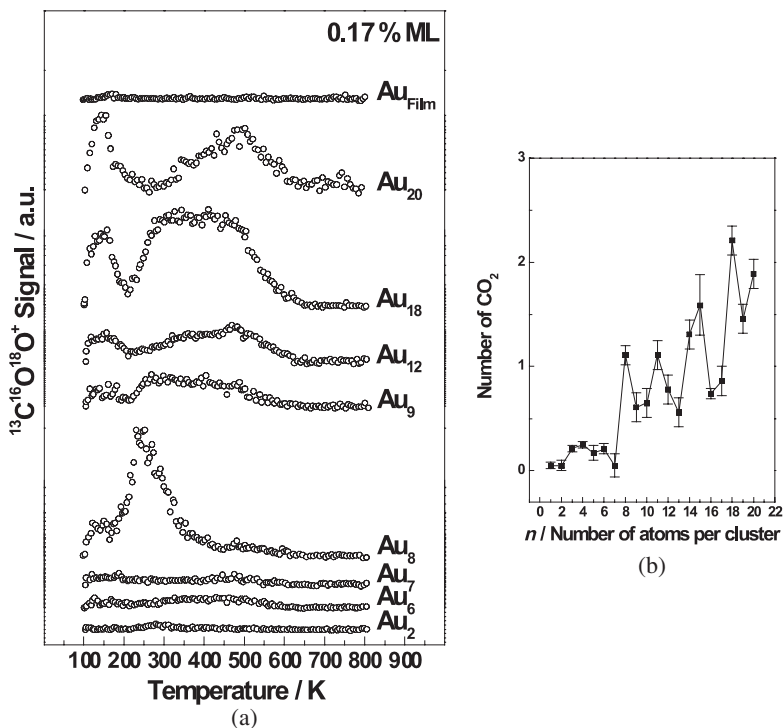 0.17 % ML
Au_Film
Au_20
Au_18
Au_12
Au_9
Au_8
Au_7
Au_6
Au_2
¹³C¹⁶O¹⁸O⁺ Signal / a.u.
100 200 300 400 500 600 700 800 900
Temperature / K
(a)
3
2
1
0
Number of CO₂
0 2 4 6 8 10 12 14 16 18 20 22
n / Number of atoms per cluster
(b)